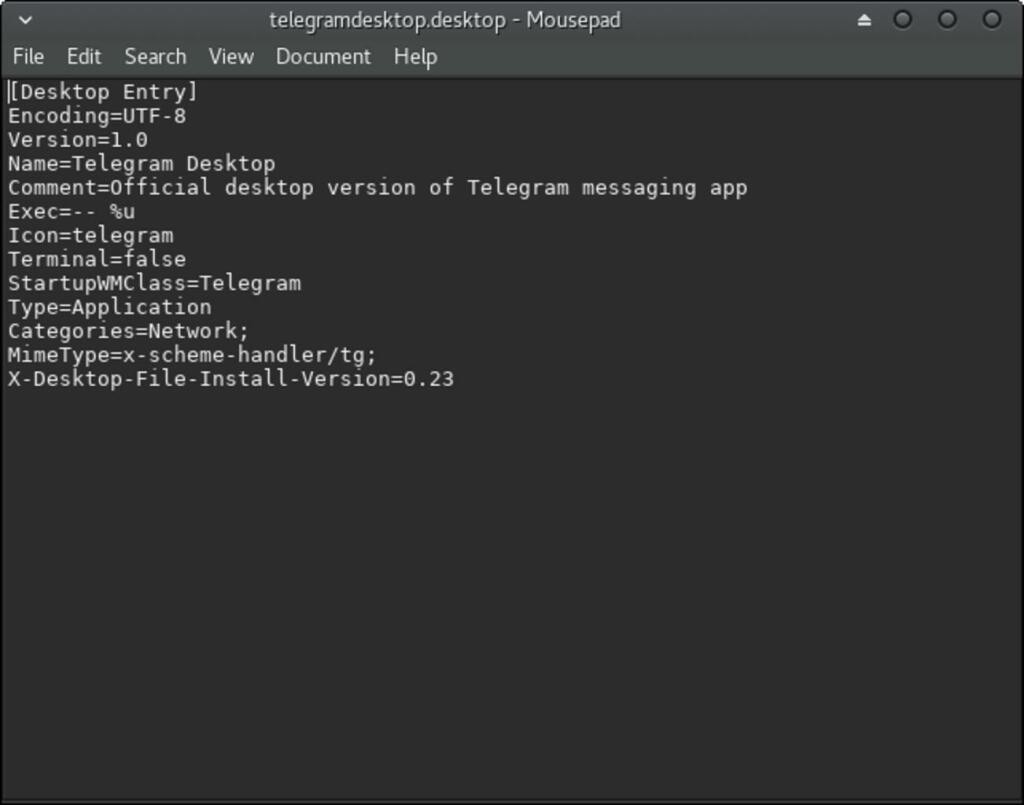 telegramdesktop.desktop - Mousepad
File Edit Search View Document Help
[Desktop Entry]
Encoding=UTF-8
Version=1.0
Name=Telegram Desktop
Comment=Official desktop version of Telegram messaging app
Exec=-- %u
Icon=telegram
Terminal=false
StartupWMClass=Telegram
Type=Application
Categories=Network;
MimeType=x-scheme-handler/tg;
X-Desktop-File-Install-Version=0.23